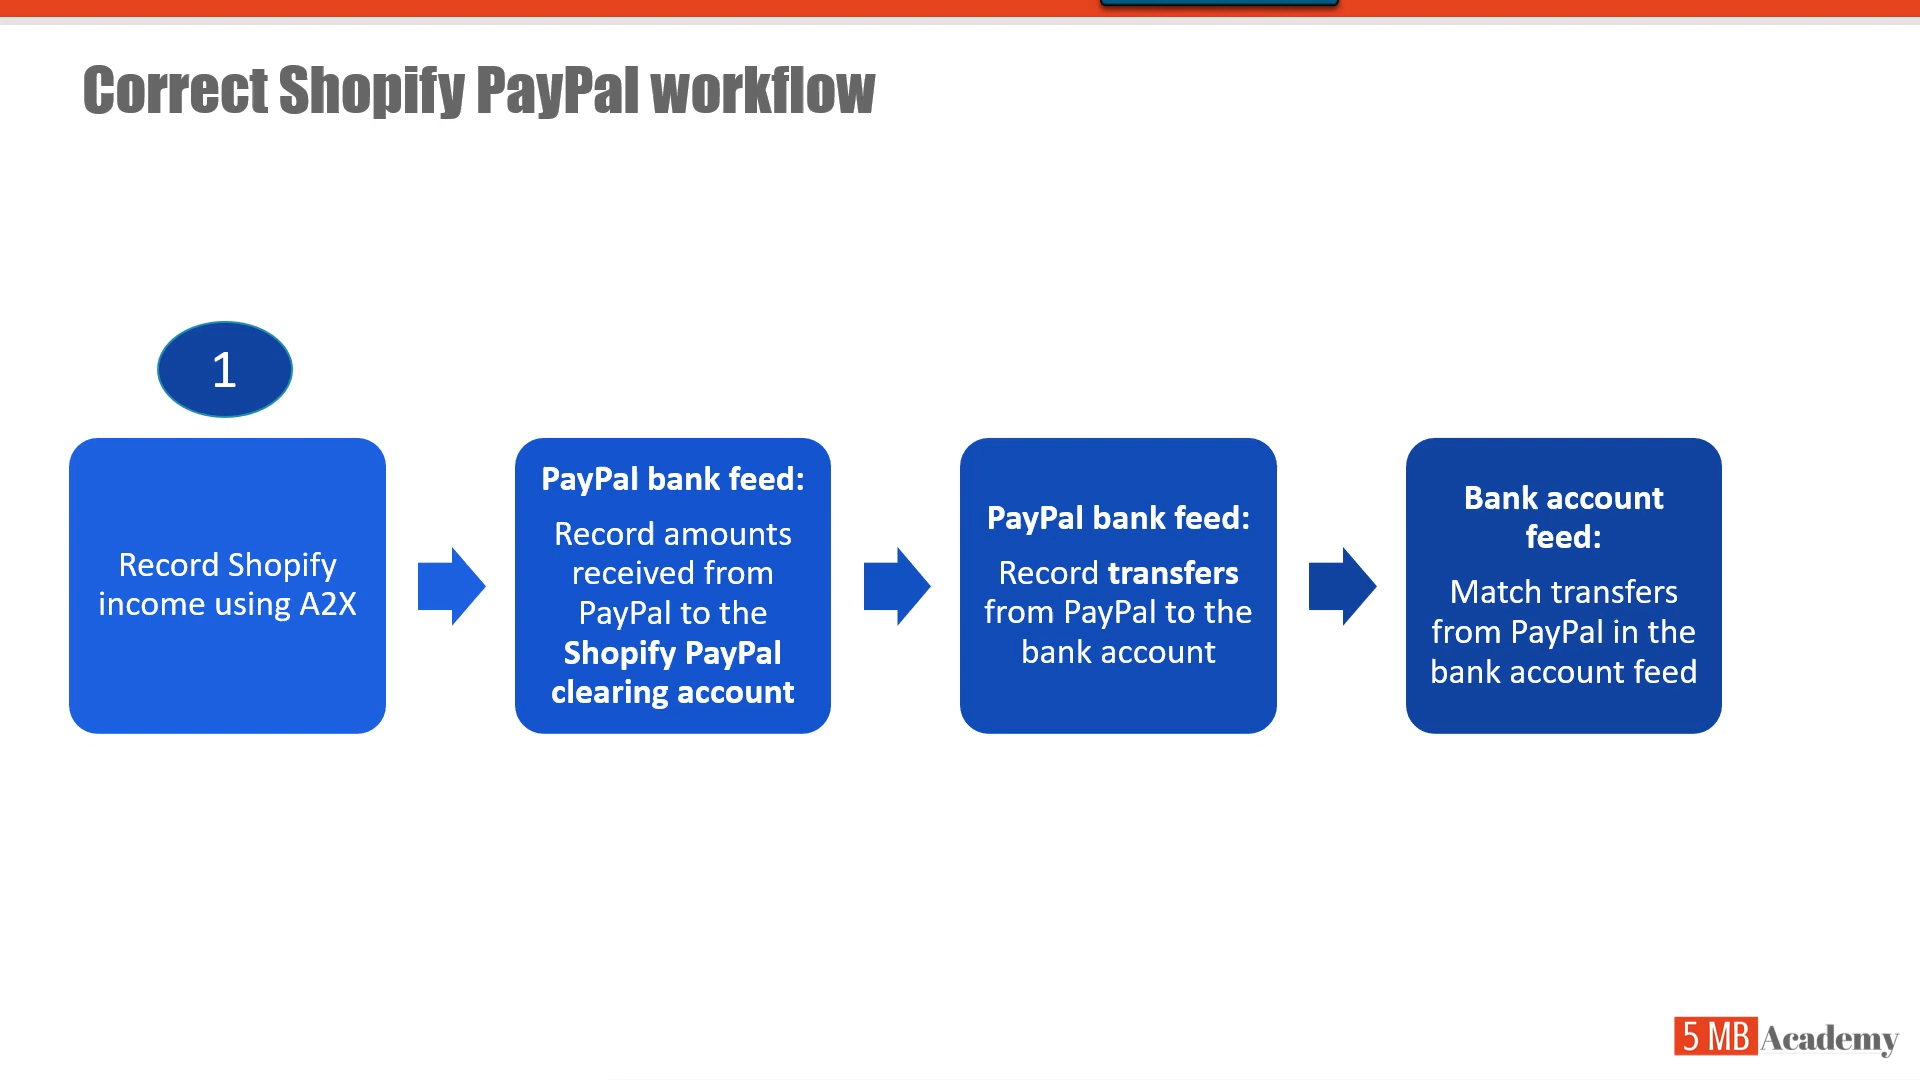 Correct Shopify PayPal workflow
1
Record Shopify
income using A2X
PayPal bank feed:
Record amounts
received from
PayPal to the
Shopify PayPal
clearing account
PayPal bank feed:
Record transfers
from PayPal to the
bank account
Bank account
feed:
Match transfers
from PayPal in the
bank account feed
5 MB Academy